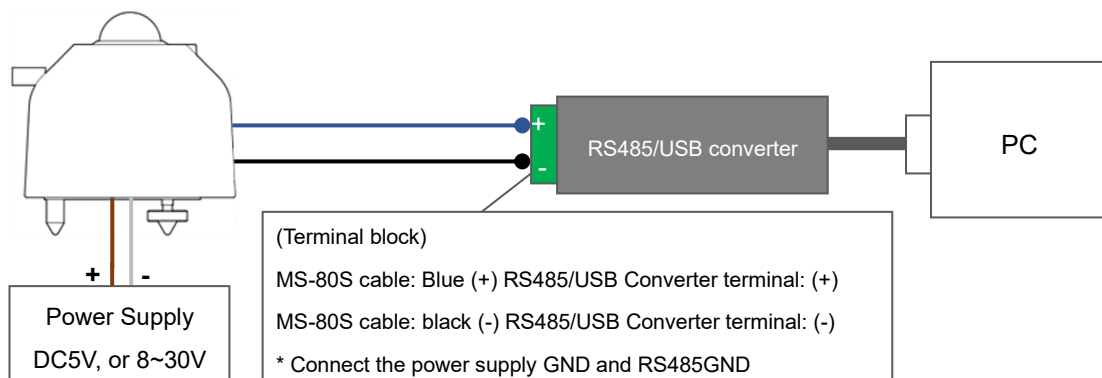 +
-
RS485/USB converter
PC
+ -
Power Supply
DC5V, or 8~30V
(Terminal block)
MS-80S cable: Blue (+) RS485/USB Converter terminal: (+)
MS-80S cable: black (-) RS485/USB Converter terminal: (-)
* Connect the power supply GND and RS485GND